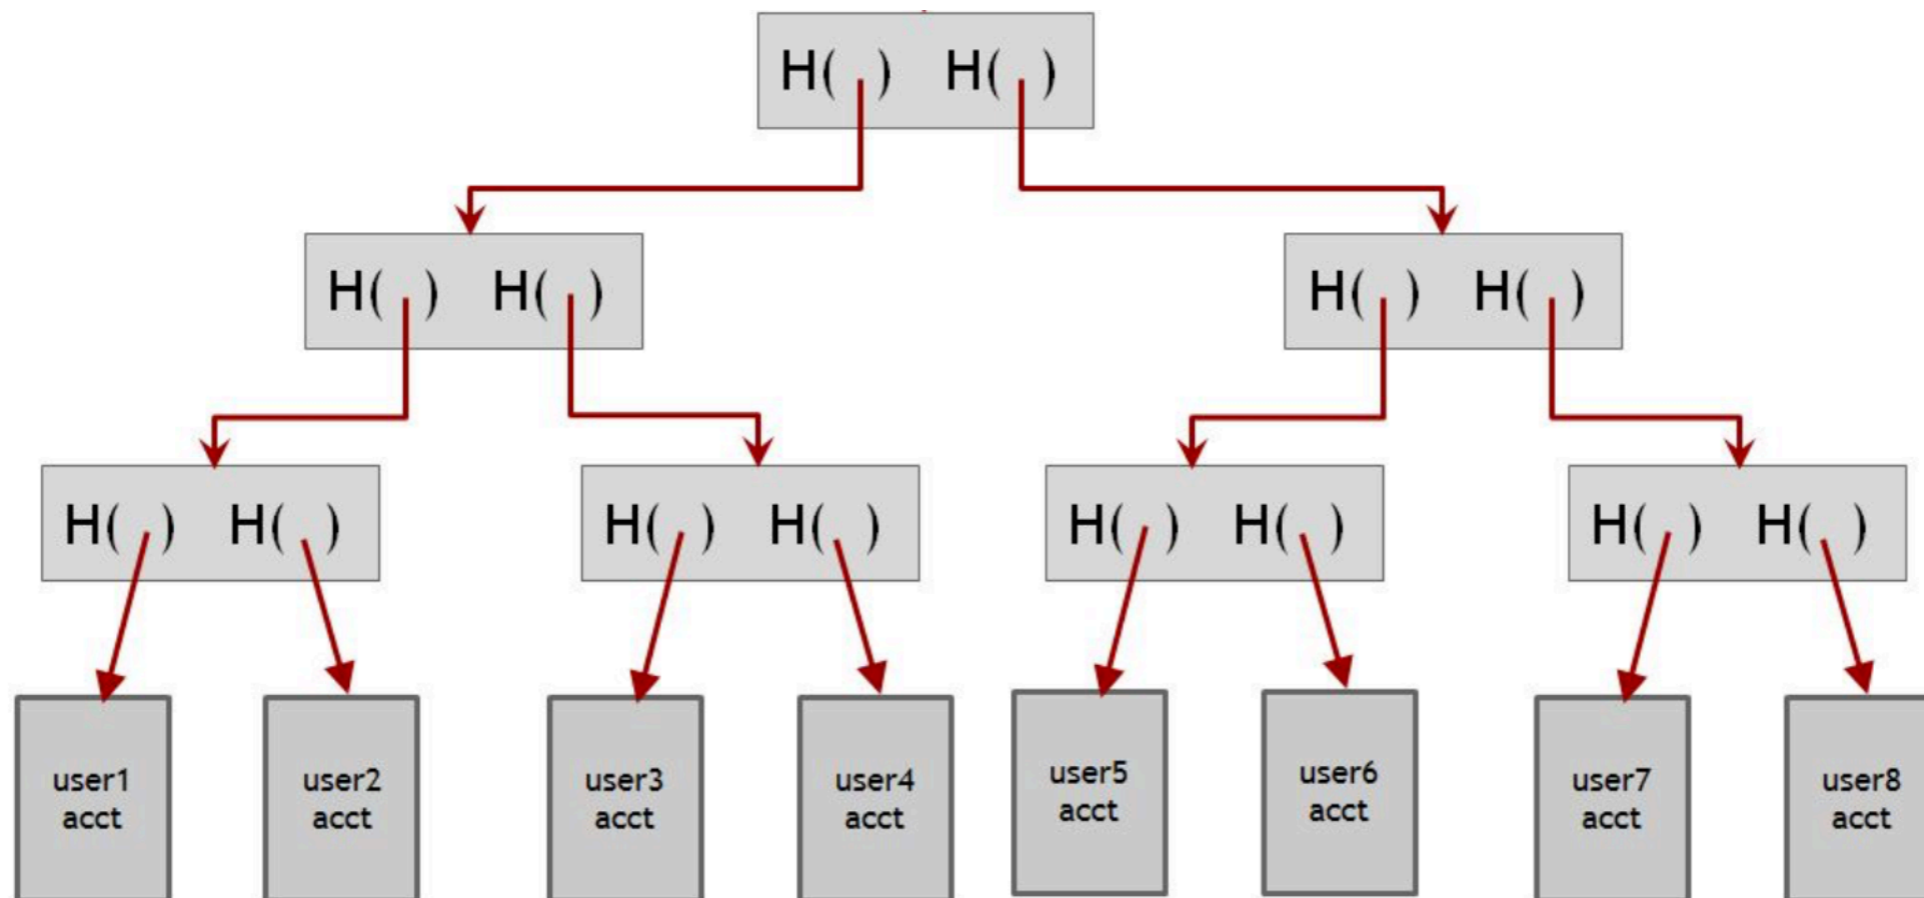 H( ) H( )
H( ) H( )
H( ) H( )
H( ) H( )
H( ) H( )
H( ) H( )
H( ) H( )
user1
acct
user2
acct
user3
acct
user4
acct
user5
acct
user6
acct
user7
acct
user8
acct